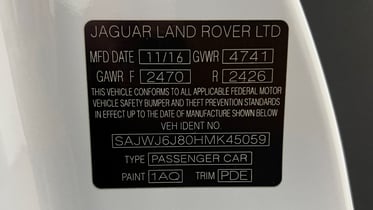 JAGUAR LAND ROVER LTD
MFD DATE 11/16 GVWR 4741
GAWR F 2470 R 2426
THIS VEHICLE CONFORMS TO ALL APPLICABLE FEDERAL MOTOR
VEHICLE SAFETY BUMPER AND THEFT PREVENTION STANDARDS
IN EFFECT UP TO THE DATE OF MANUFACTURE SHOWN ABOVE
VEH IDENT NO.
SAJWJ6J80HMK45059
TYPE PASSENGER CAR
PAINT 1AQ TRIM PDE